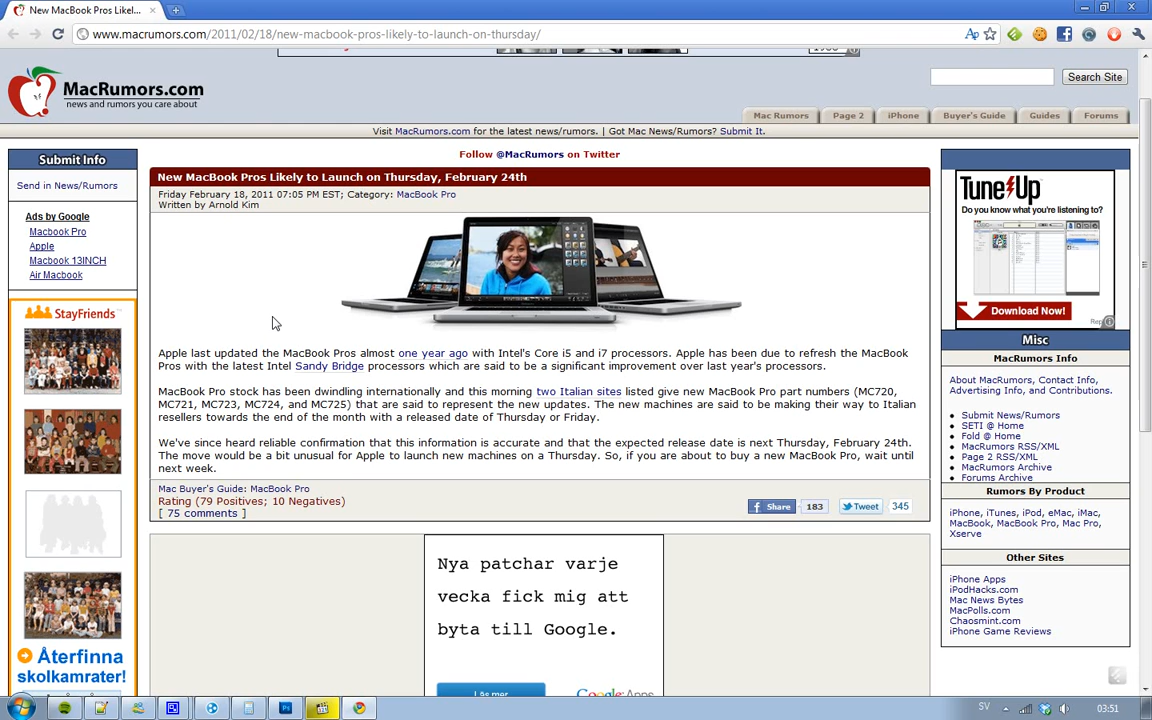 New MacBook Pros Likel...
www.macrumors.com/2011/02/18/new-macbook-pros-likely-to-launch-on-thursday/
MacRumors.com
news and rumors you care about
Search Site
Mac Rumors
Page 2
iPhone
Buyer's Guide
Guides
Forums
Visit MacRumors.com for the latest news/rumors. | Got Mac News/Rumors? Submit It.
Submit Info
Send in News/Rumors
Ads by Google
Macbook Pro
Apple
Macbook 13INCH
Air Macbook
StayFriends
Återfinna
skolkamrater!
Follow @MacRumors on Twitter
New MacBook Pros Likely to Launch on Thursday, February 24th
Friday February 18, 2011 07:05 PM EST; Category: MacBook Pro
Written by Arnold Kim
Apple last updated the MacBook Pros almost one year ago with Intel's Core i5 and i7 processors. Apple has been due to refresh the MacBook
Pros with the latest Intel Sandy Bridge processors which are said to be a significant improvement over last year's processors.
MacBook Pro stock has been dwindling internationally and this morning two Italian sites listed give new MacBook Pro part numbers (MC720,
MC721, MC723, MC724, and MC725) that are said to represent the new updates. The new machines are said to be making their way to Italian
resellers towards the end of the month with a released date of Thursday or Friday.
We've since heard reliable confirmation that this information is accurate and that the expected release date is next Thursday, February 24th.
The move would be a bit unusual for Apple to launch new machines on a Thursday. So, if you are about to buy a new MacBook Pro, wait until
next week.
Mac Buyer's Guide: MacBook Pro
Rating (79 Positives; 10 Negatives)
[ 75 comments ]
Share 183
Tweet 345
Nya patchar varje
vecka fick mig att
byta till Google.
Läs mer
Google Apps
TuneUp
Do you know what you're listening to?
Download Now!
Misc
MacRumors Info
About MacRumors, Contact Info,
Advertising Info, and Contributions.
Submit News/Rumors
SETI @ Home
Fold @ Home
MacRumors RSS/XML
Page 2 RSS/XML
MacRumors Archive
Forums Archive
Rumors By Product
iPhone, iTunes, iPod, eMac, iMac,
MacBook, MacBook Pro, Mac Pro,
Xserve
Other Sites
iPhone Apps
iPodHacks.com
Mac News Bytes
MacPolls.com
Chaosmint.com
iPhone Game Reviews
SV
03:51